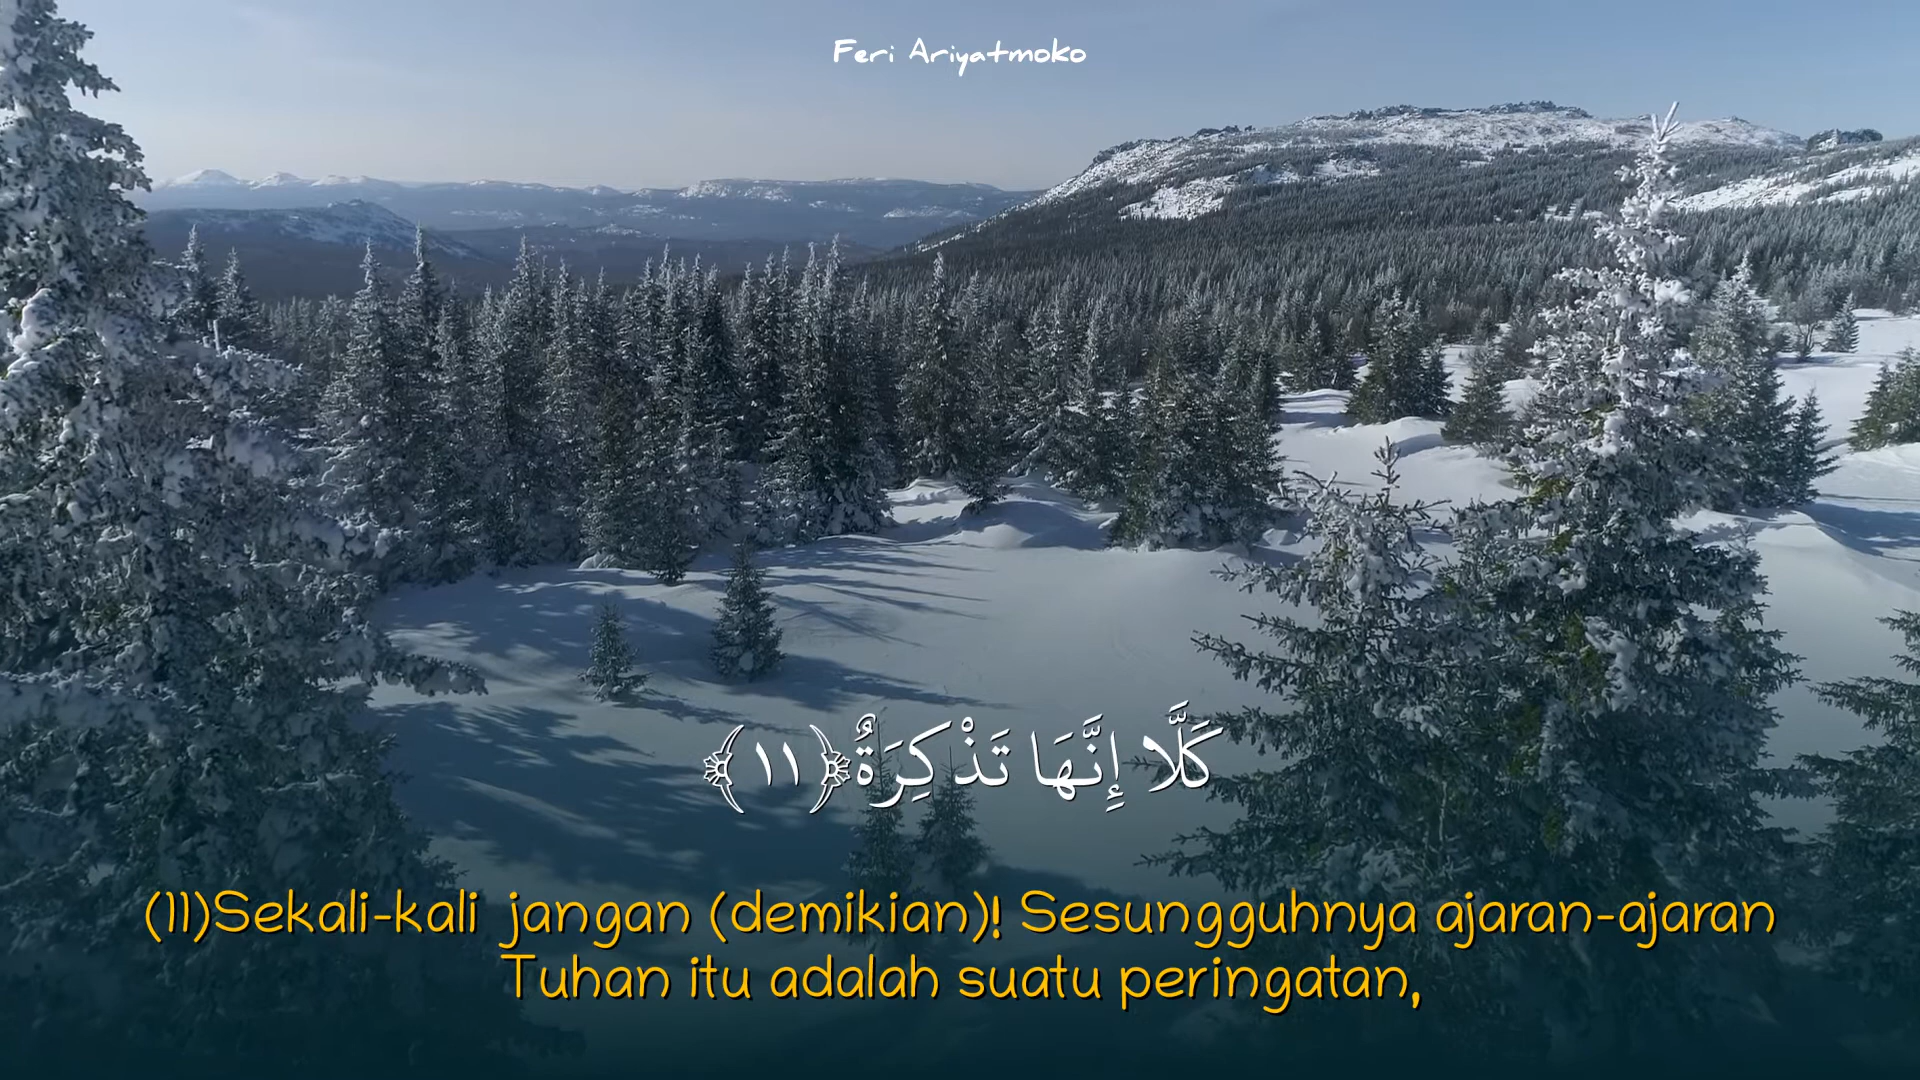 Feri Ariyatmoko
كَلَّا إِنَّهَا تَذْكِرَةٌ ﴿١١﴾
(11)Sekali-kali jangan (demikian)! Sesungguhnya ajaran-ajaran
Tuhan itu adalah suatu peringatan,